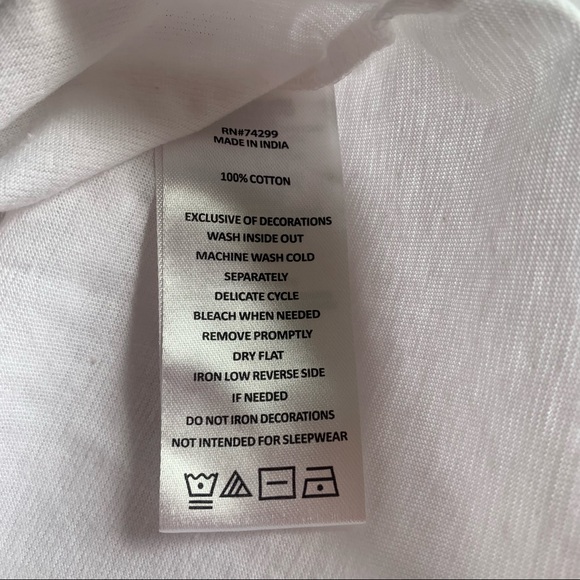 RN#74299
MADE IN INDIA
100% COTTON
EXCLUSIVE OF DECORATIONS
WASH INSIDE OUT
MACHINE WASH COLD
SEPARATELY
DELICATE CYCLE
BLEACH WHEN NEEDED
REMOVE PROMPTLY
DRY FLAT
IRON LOW REVERSE SIDE
IF NEEDED
DO NOT IRON DECORATIONS
NOT INTENDED FOR SLEEPWEAR